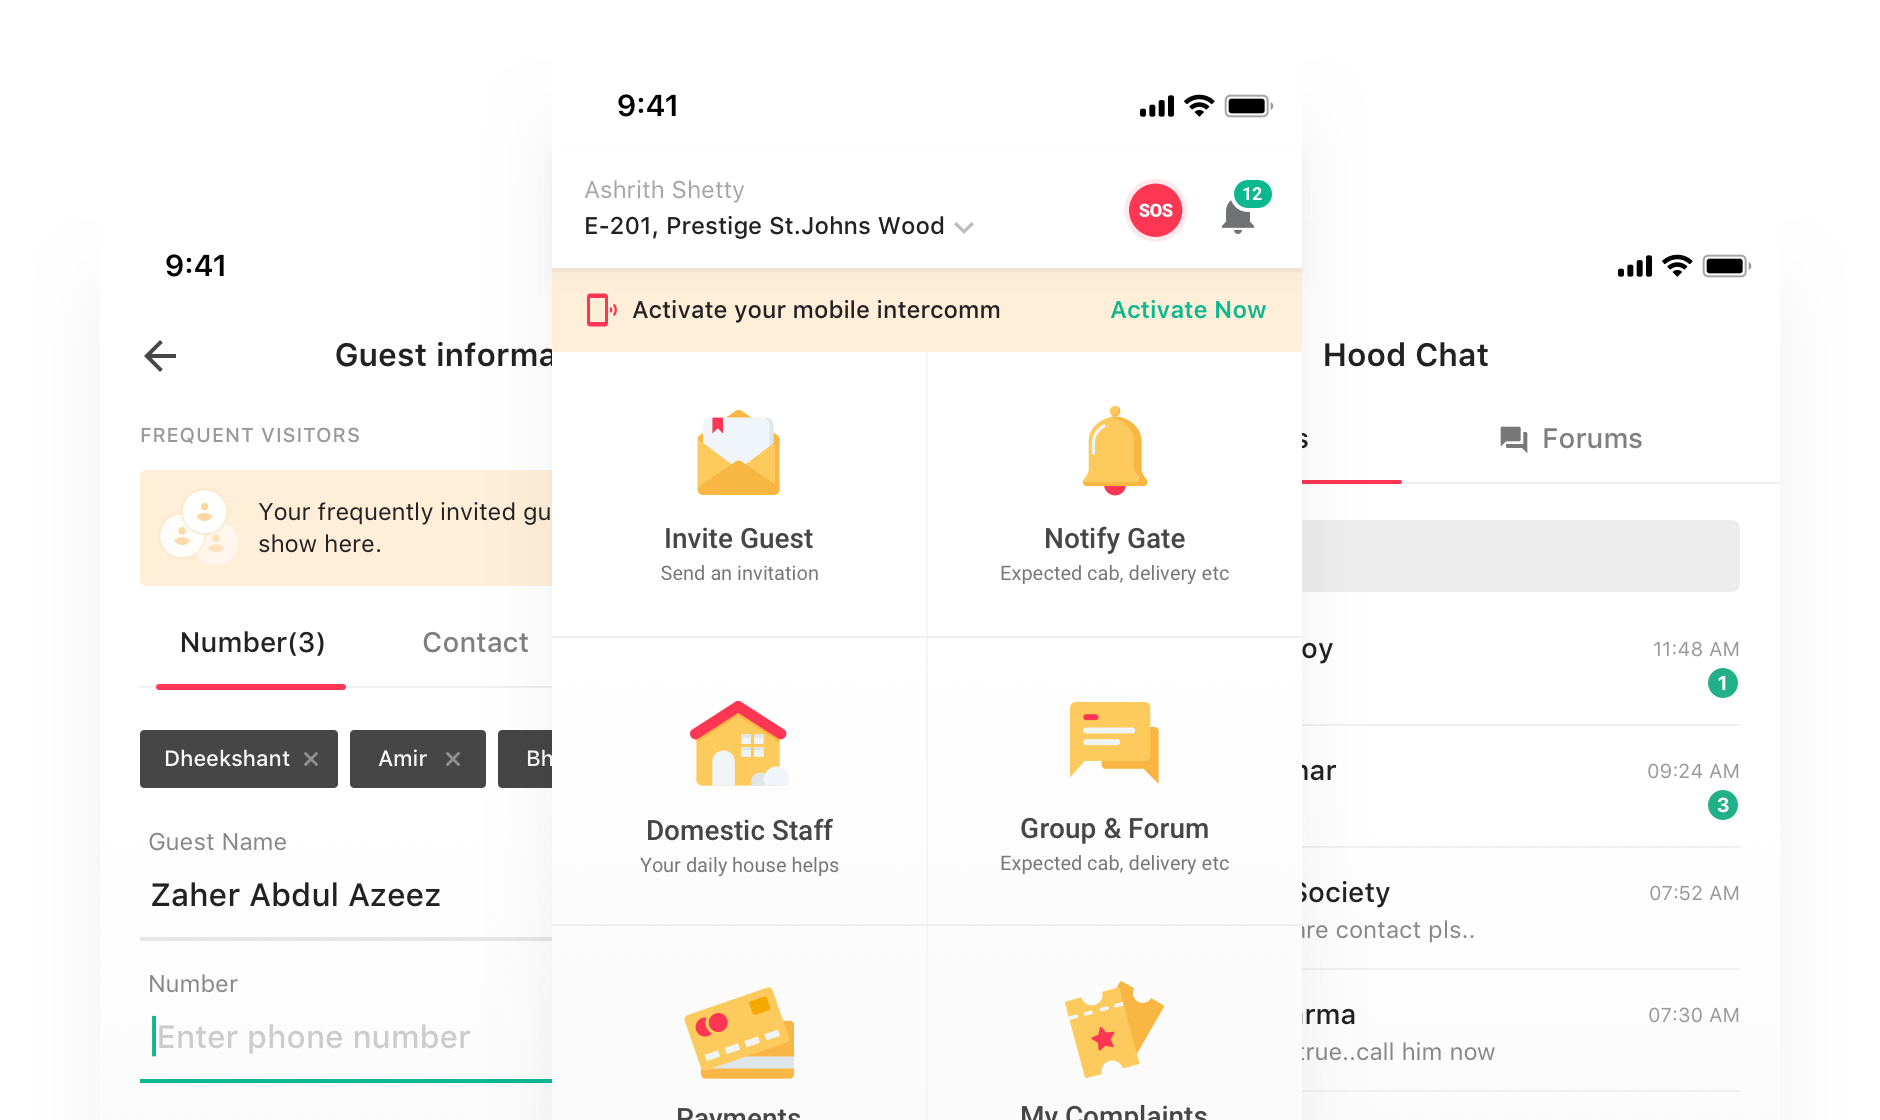 9:41
Guest informa
FREQUENT VISITORS
Your frequently invited gu
show here.
Number(3)
Contact
Dheekshant
Amir
Bh
Guest Name
Zaher Abdul Azeez
Number
Enter phone number
9:41
Ashrith Shetty
E-201, Prestige St.Johns Wood
SOS
12
Activate your mobile intercomm
Activate Now
Invite Guest
Send an invitation
Notify Gate
Expected cab, delivery etc
Domestic Staff
Your daily house helps
Group & Forum
Expected cab, delivery etc
Payments
My Complaints
Hood Chat
s
Forums
oy
11:48 AM
1
mar
09:24 AM
3
Society
07:52 AM
are contact pls..
rma
07:30 AM
true..call him now